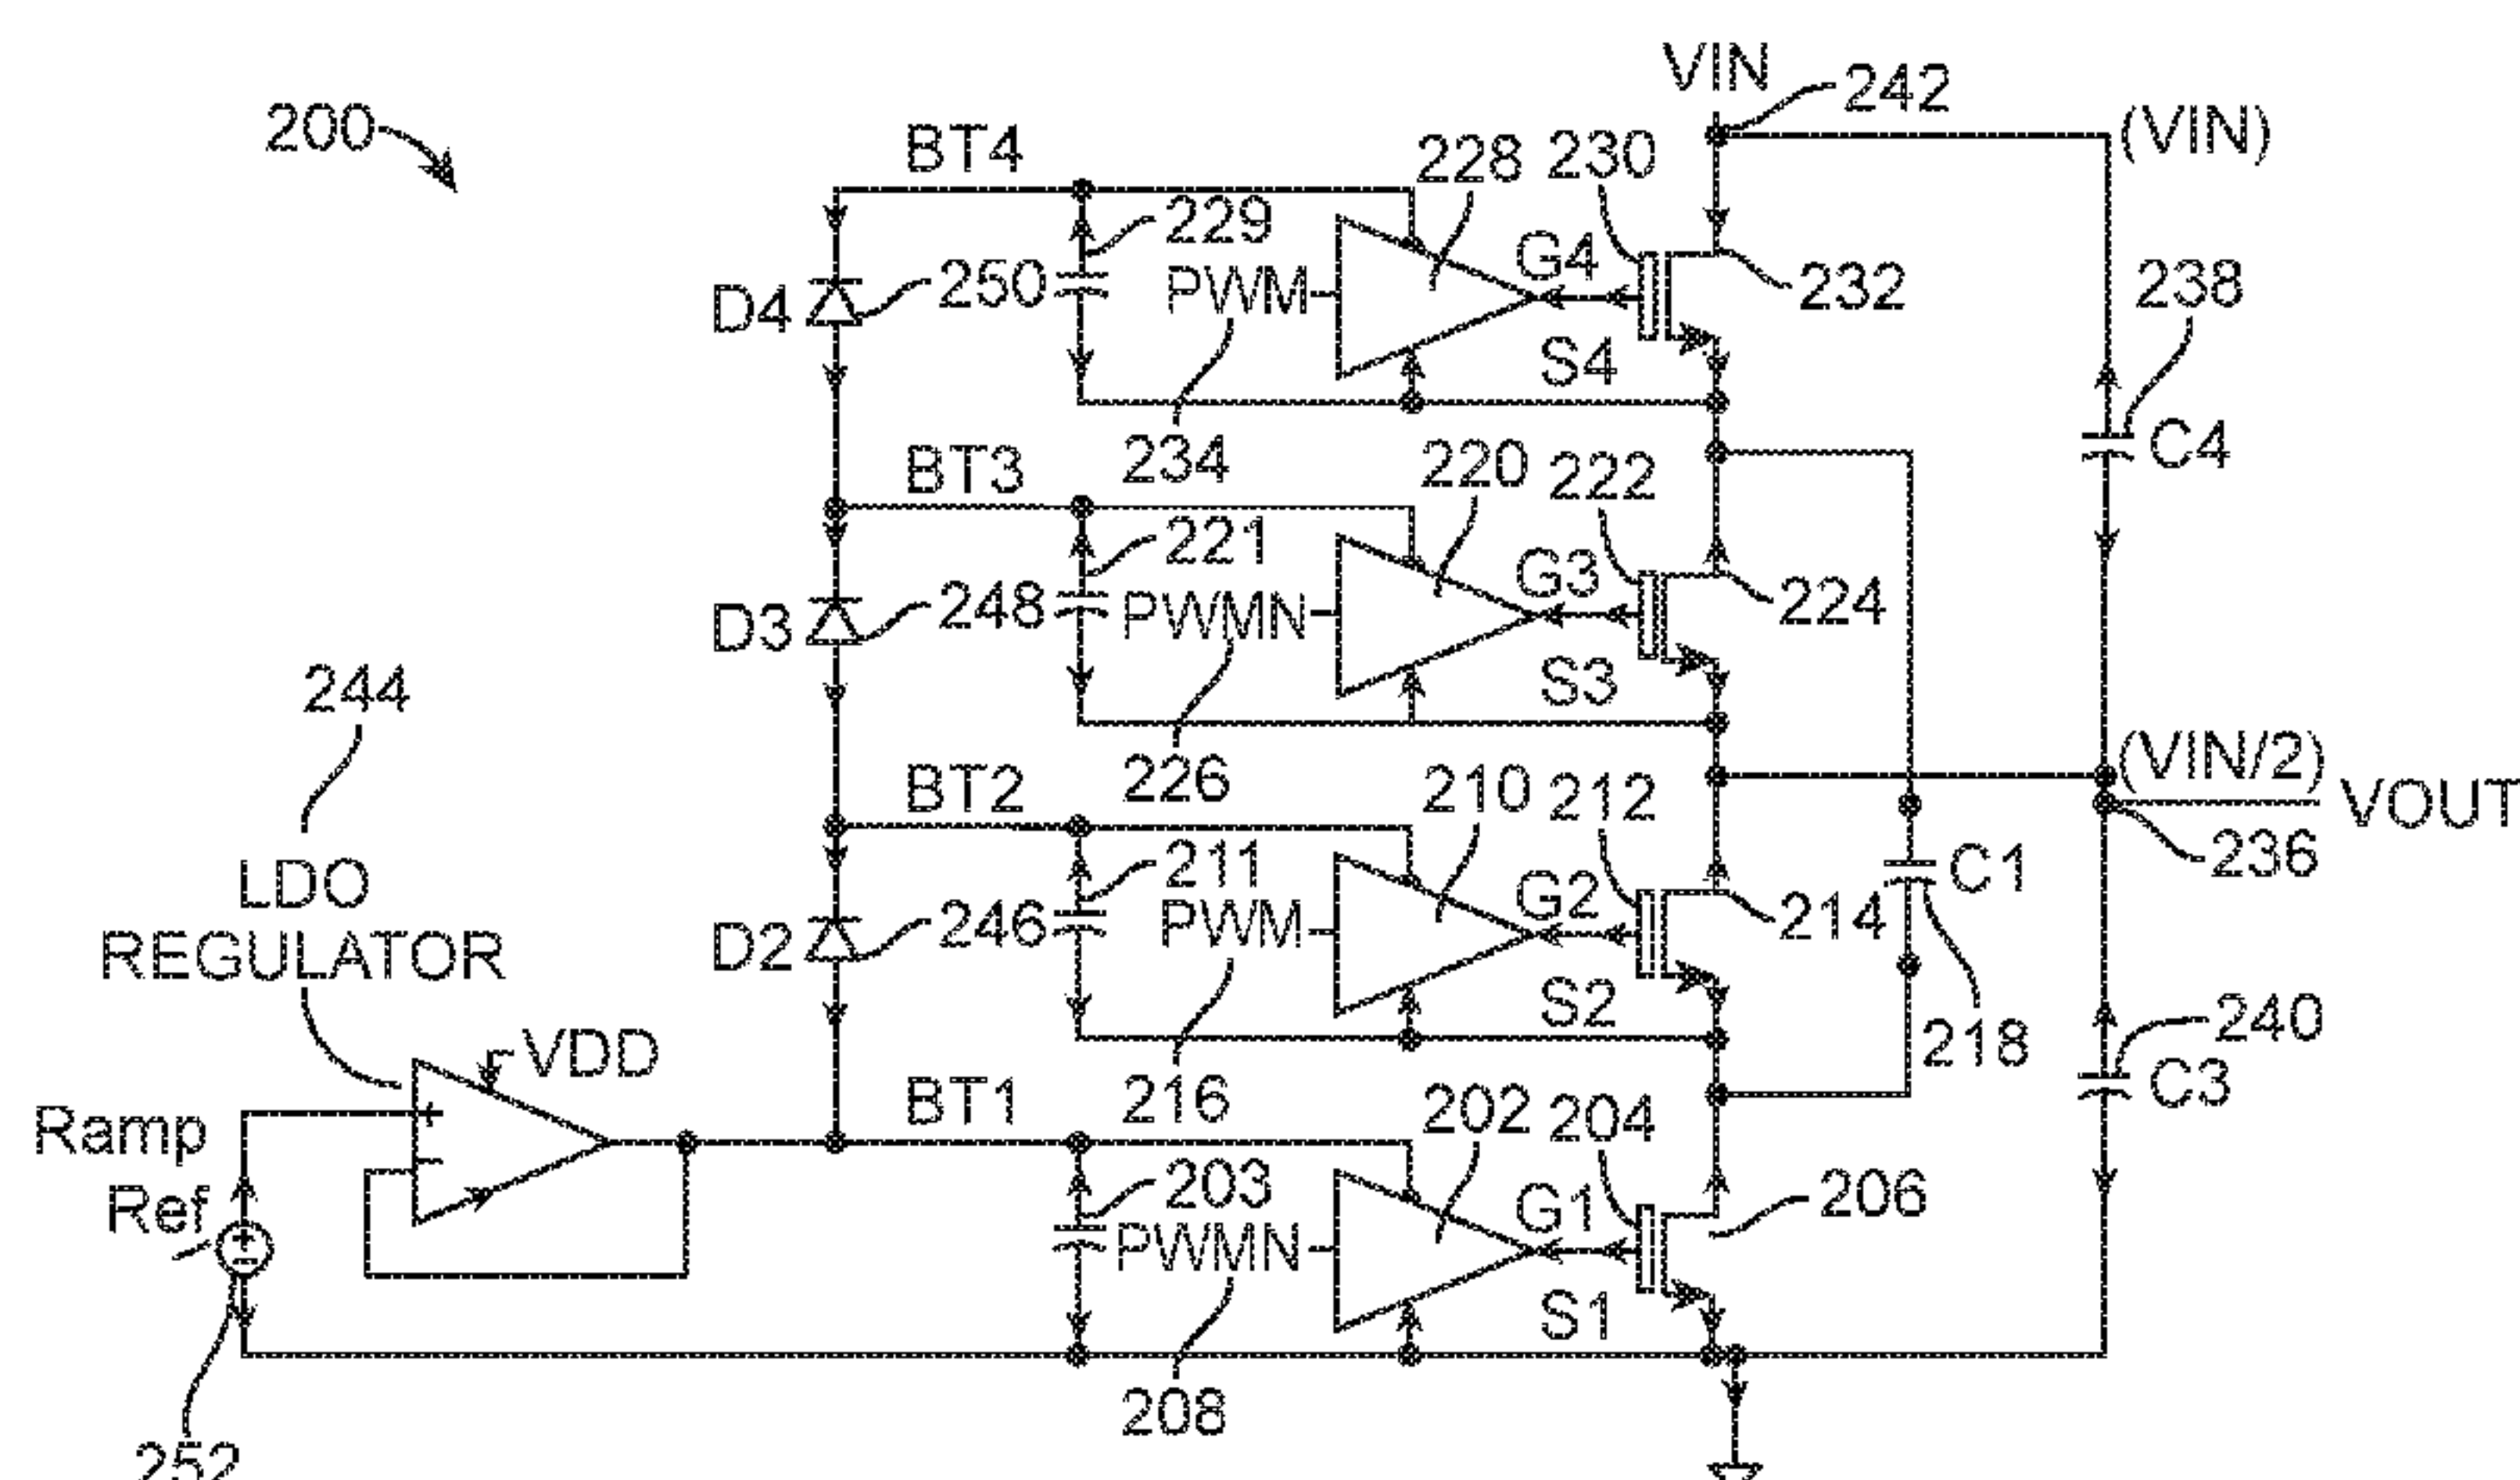 VIN
242
200
BT4
228
230
(VIN)
229
G4
238
D4
250
PWM
232
S4
C4
BT3
234
220
222
221
G3
D3
248
PWMN
224
244
S3
226
(VIN/2)
BT2
210
212
VOUT
211
C1
236
LDO
REGULATOR
G2
D2
246
PWM
214
S2
240
VDD
218
BT1
216
202
204
C3
Ramp
Ref
203
G1
206
PWMN
S1
208
252